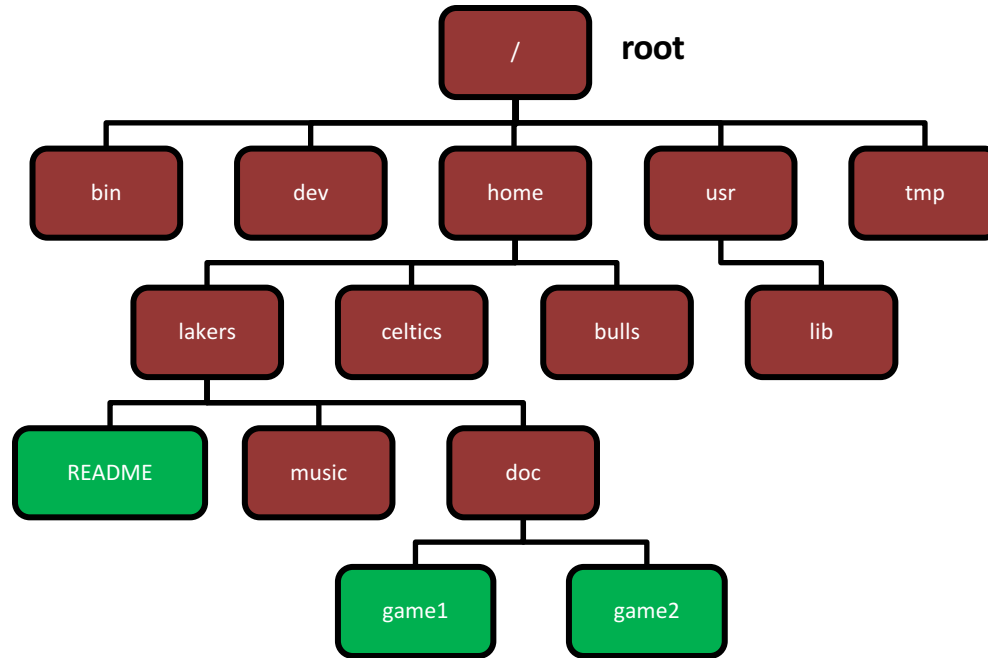 /
root
bin
dev
home
usr
tmp
lakers
celtics
bulls
lib
README
music
doc
game1
game2